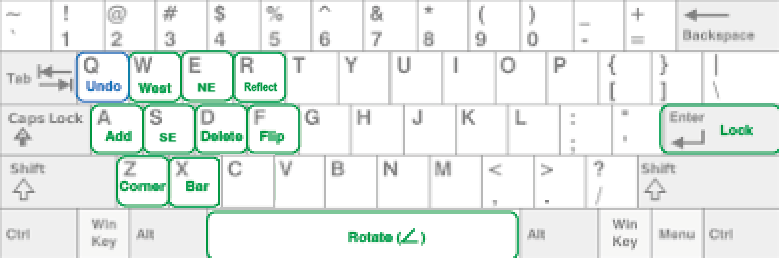 ~ ! @ # $ % ^ & * ( ) _ + Backspace
` 1 2 3 4 5 6 7 8 9 0 - =
Tab Q W E R T Y U I O P { } |
Undo West NE Reflect [ ] \
Caps Lock A S D F G H J K L : " Enter
Add SE Delete Flip ; ' Lock
Shift Z X C V B N M < > ? Shift
Corner Bar , . /
Ctrl Win Key Alt Rotate (∠) Alt Win Key Menu Ctrl